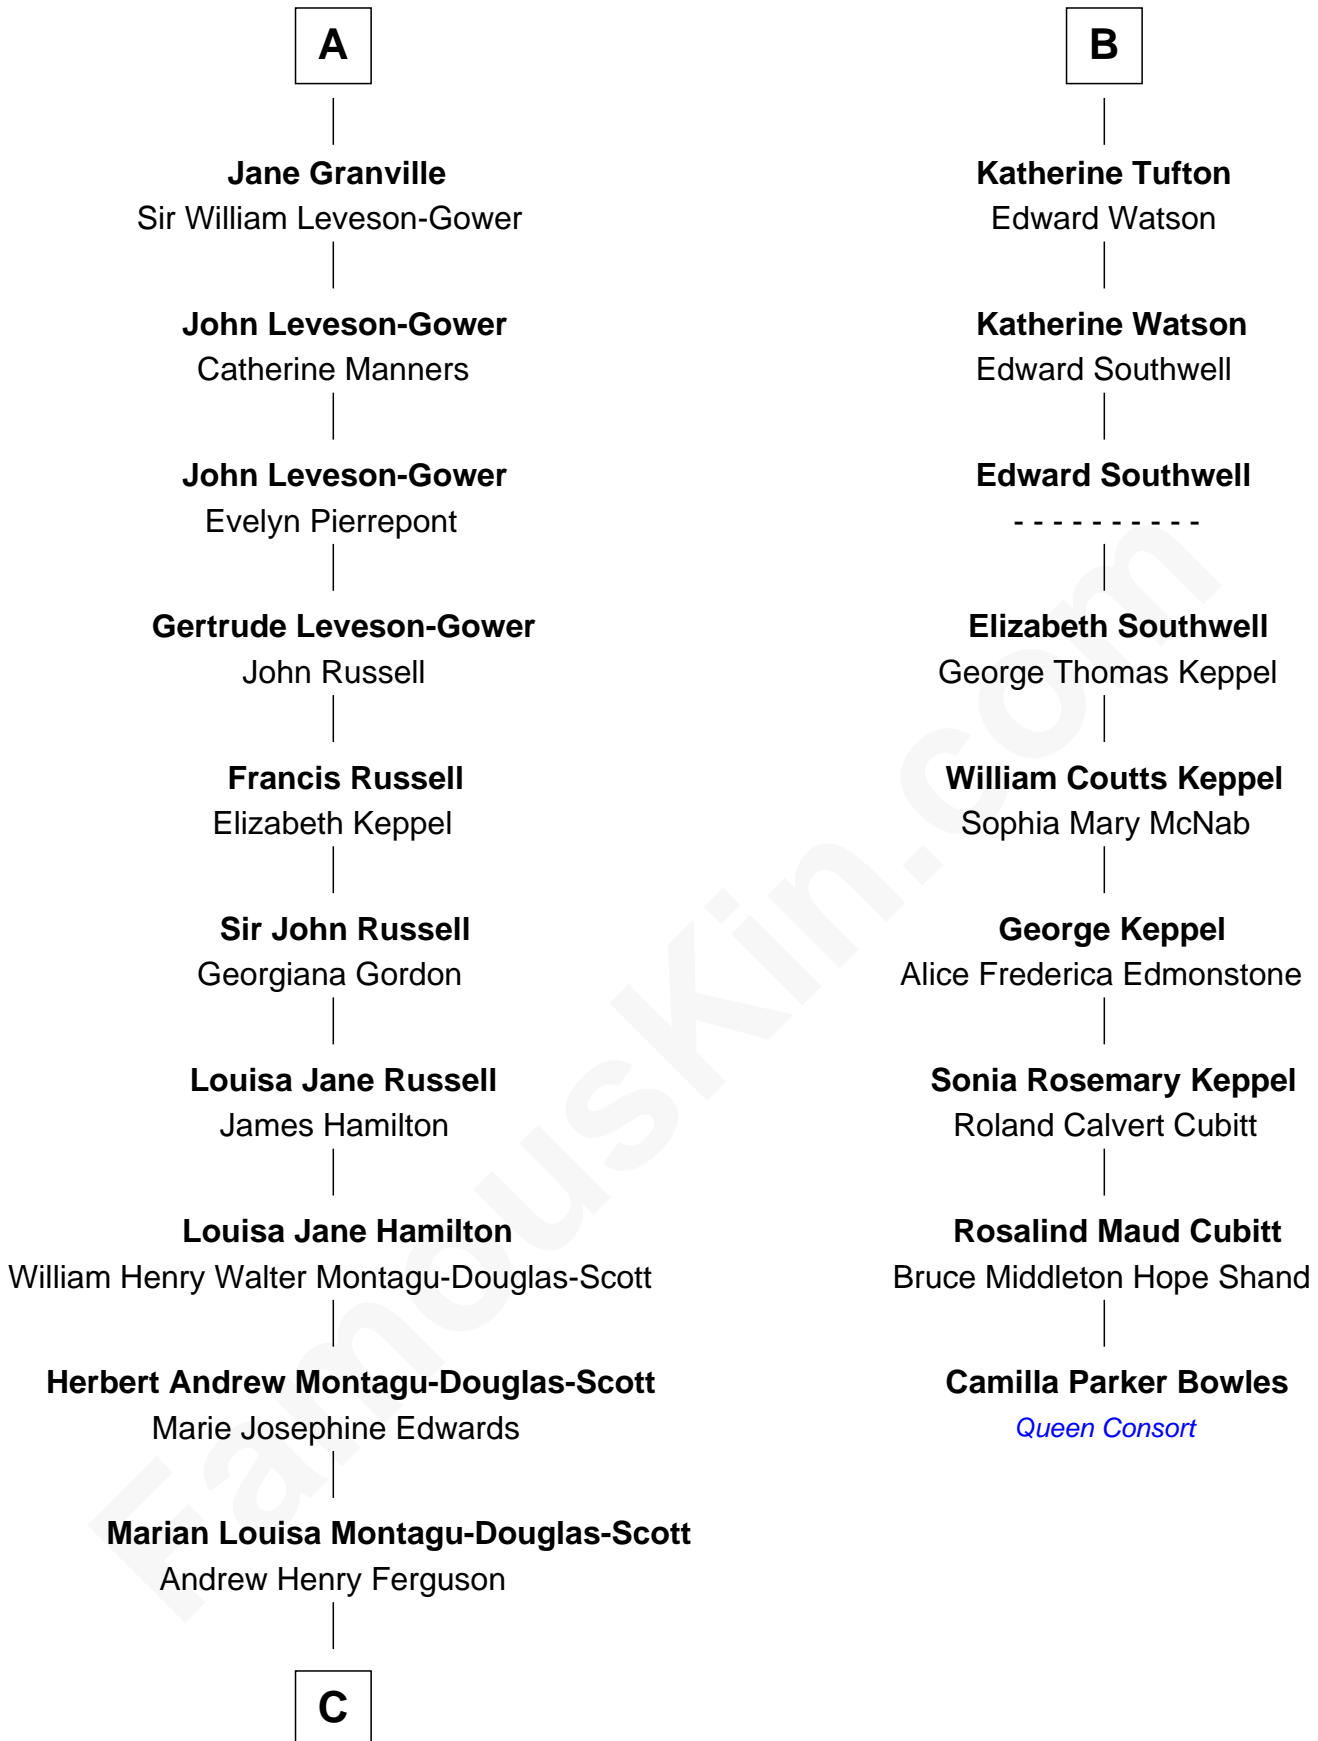 A
Jane Granville
Sir William Leveson-Gower
John Leveson-Gower
Catherine Manners
John Leveson-Gower
Evelyn Pierrepont
Gertrude Leveson-Gower
John Russell
Francis Russell
Elizabeth Keppel
Sir John Russell
Georgiana Gordon
Louisa Jane Russell
James Hamilton
Louisa Jane Hamilton
William Henry Walter Montagu-Douglas-Scott
Herbert Andrew Montagu-Douglas-Scott
Marie Josephine Edwards
Marian Louisa Montagu-Douglas-Scott
Andrew Henry Ferguson
C
B
Katherine Tufton
Edward Watson
Katherine Watson
Edward Southwell
Edward Southwell
- - - - - - - - - -
Elizabeth Southwell
George Thomas Keppel
William Coutts Keppel
Sophia Mary McNab
George Keppel
Alice Frederica Edmonstone
Sonia Rosemary Keppel
Roland Calvert Cubitt
Rosalind Maud Cubitt
Bruce Middleton Hope Shand
Camilla Parker Bowles
Queen Consort
FamousKin.com